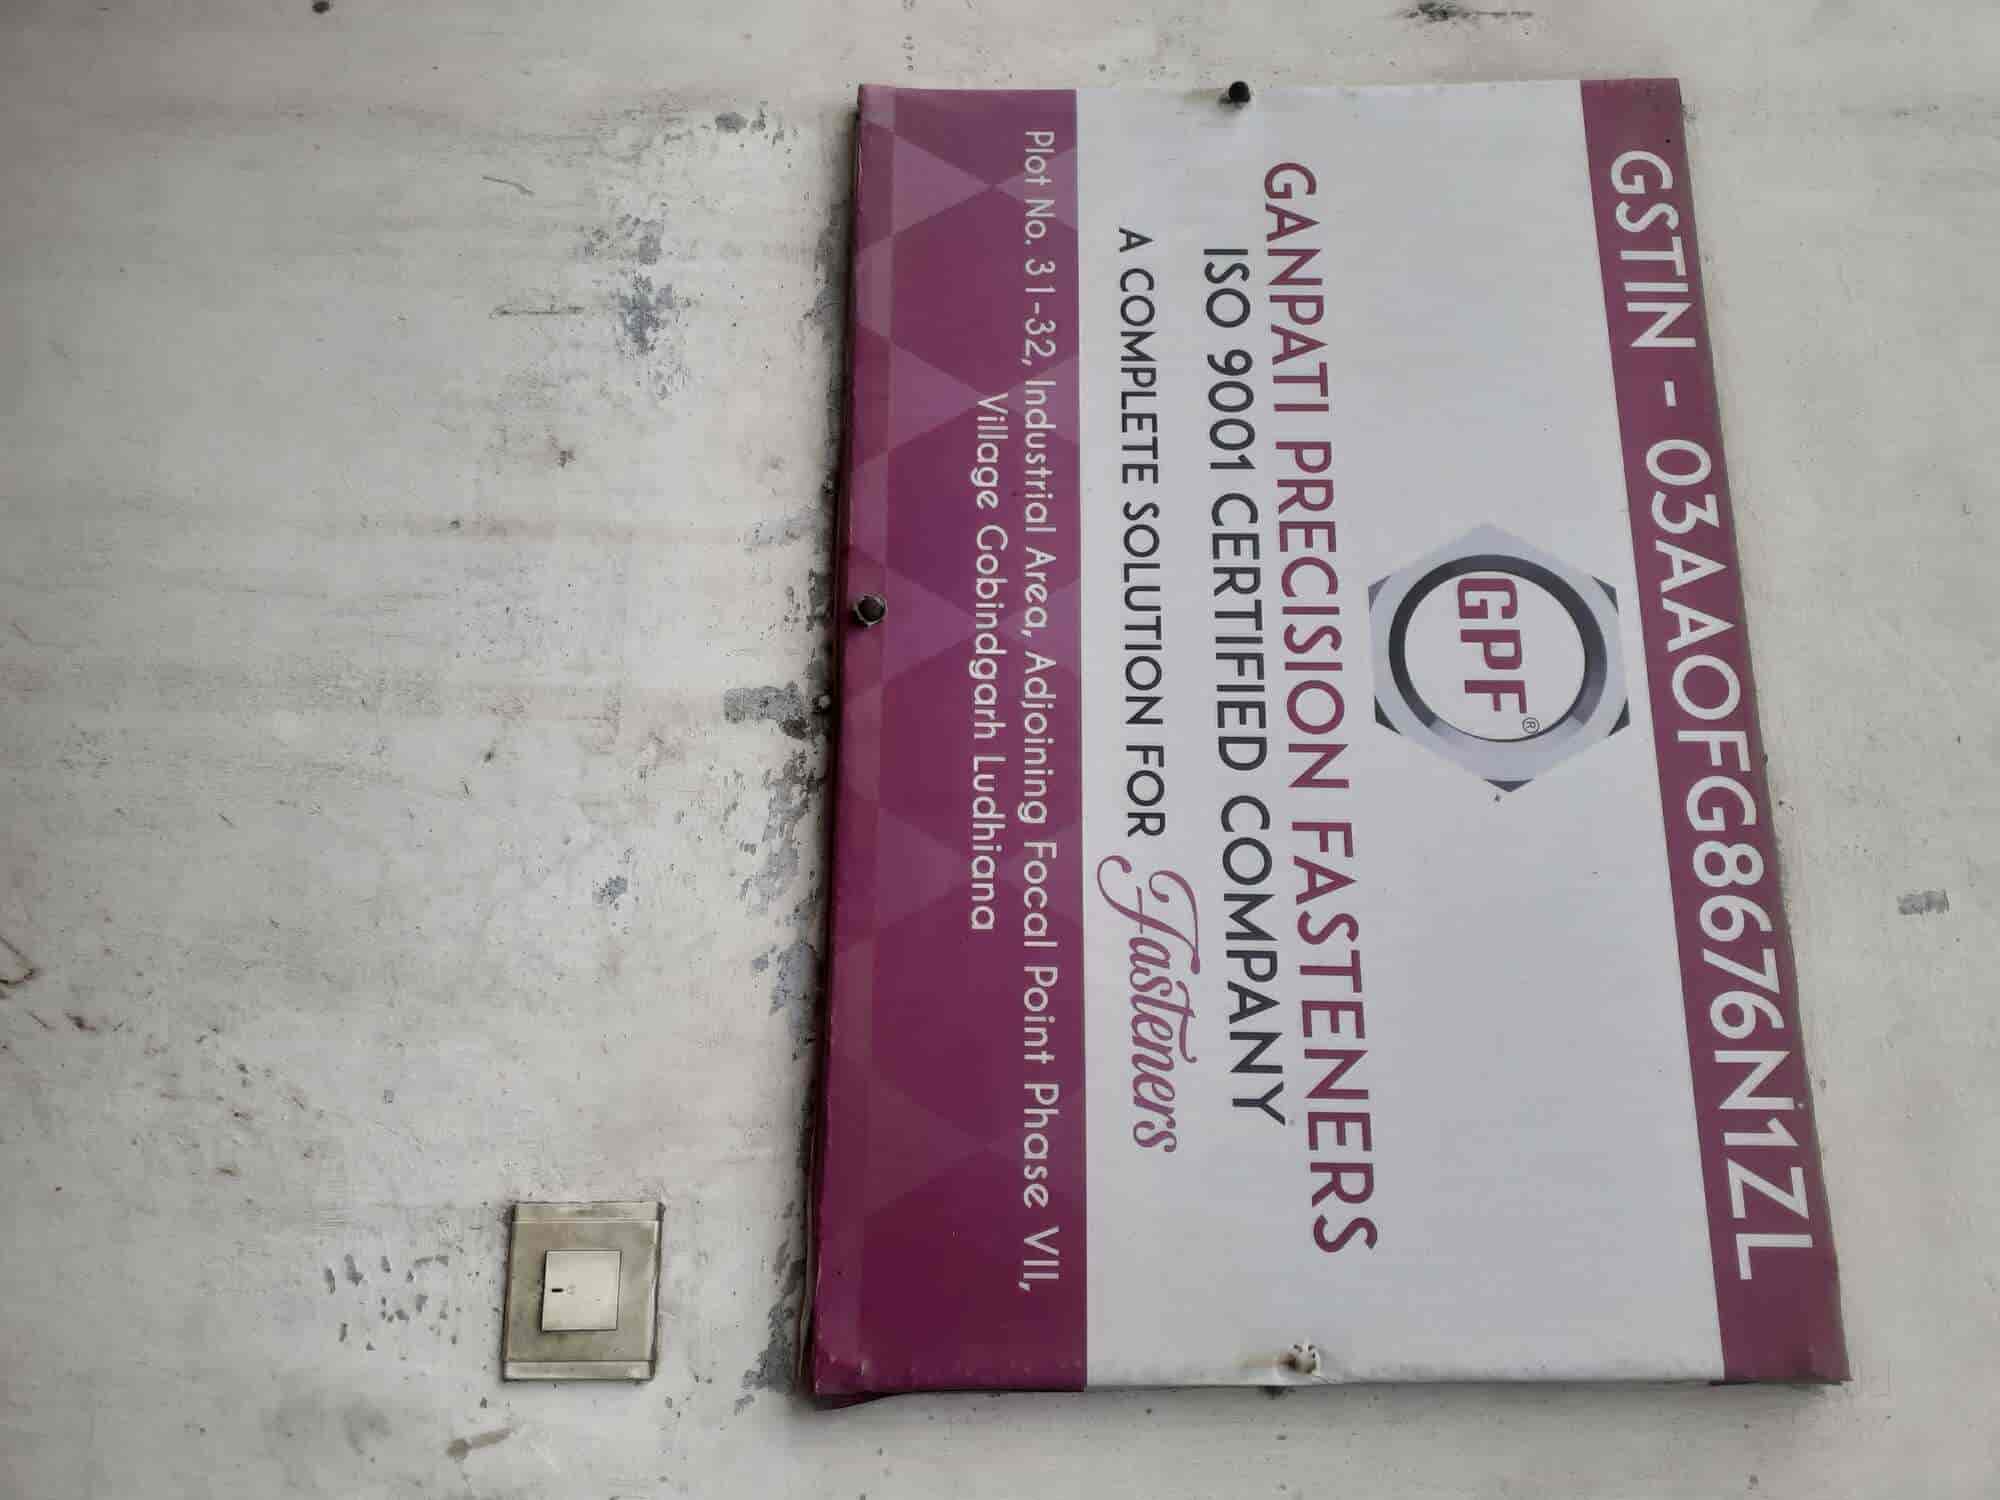 GSTIN - 03AAOFG8676N1ZL
GPF®
GANPATI PRECISION FASTENERS
ISO 9001 CERTIFIED COMPANY
A COMPLETE SOLUTION FOR Fasteners
Plot No. 31-32, Industrial Area, Adjoining Focal Point Phase VII,
Village Gobindgarh Ludhiana